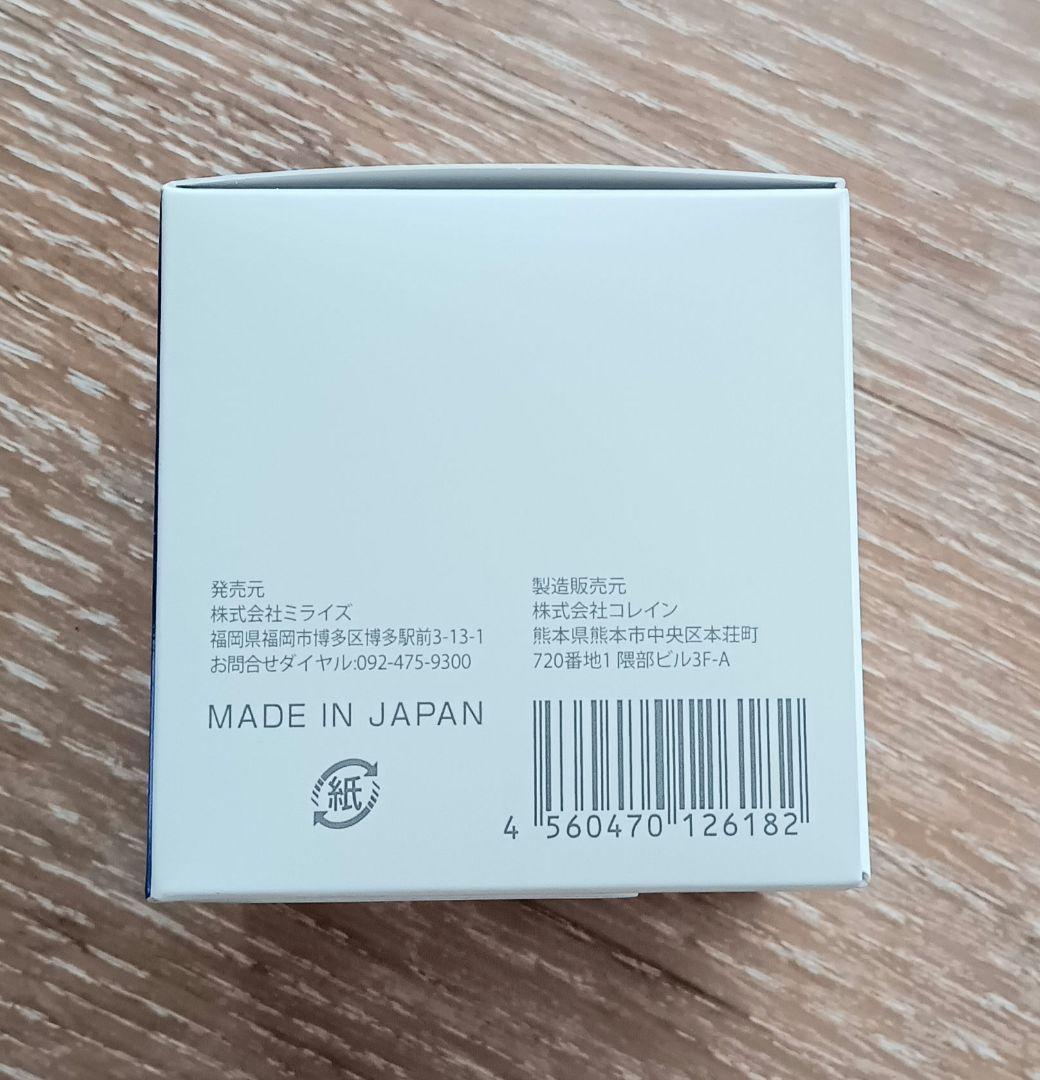 発売元
株式会社ミライズ
福岡県福岡市博多区博多駅前3-13-1
お問合せダイヤル:092-475-9300
製造販売元
株式会社コレイン
熊本県熊本市中央区本荘町
720番地1 隈部ビル3F-A
MADE IN JAPAN
紙
4 560470 126182